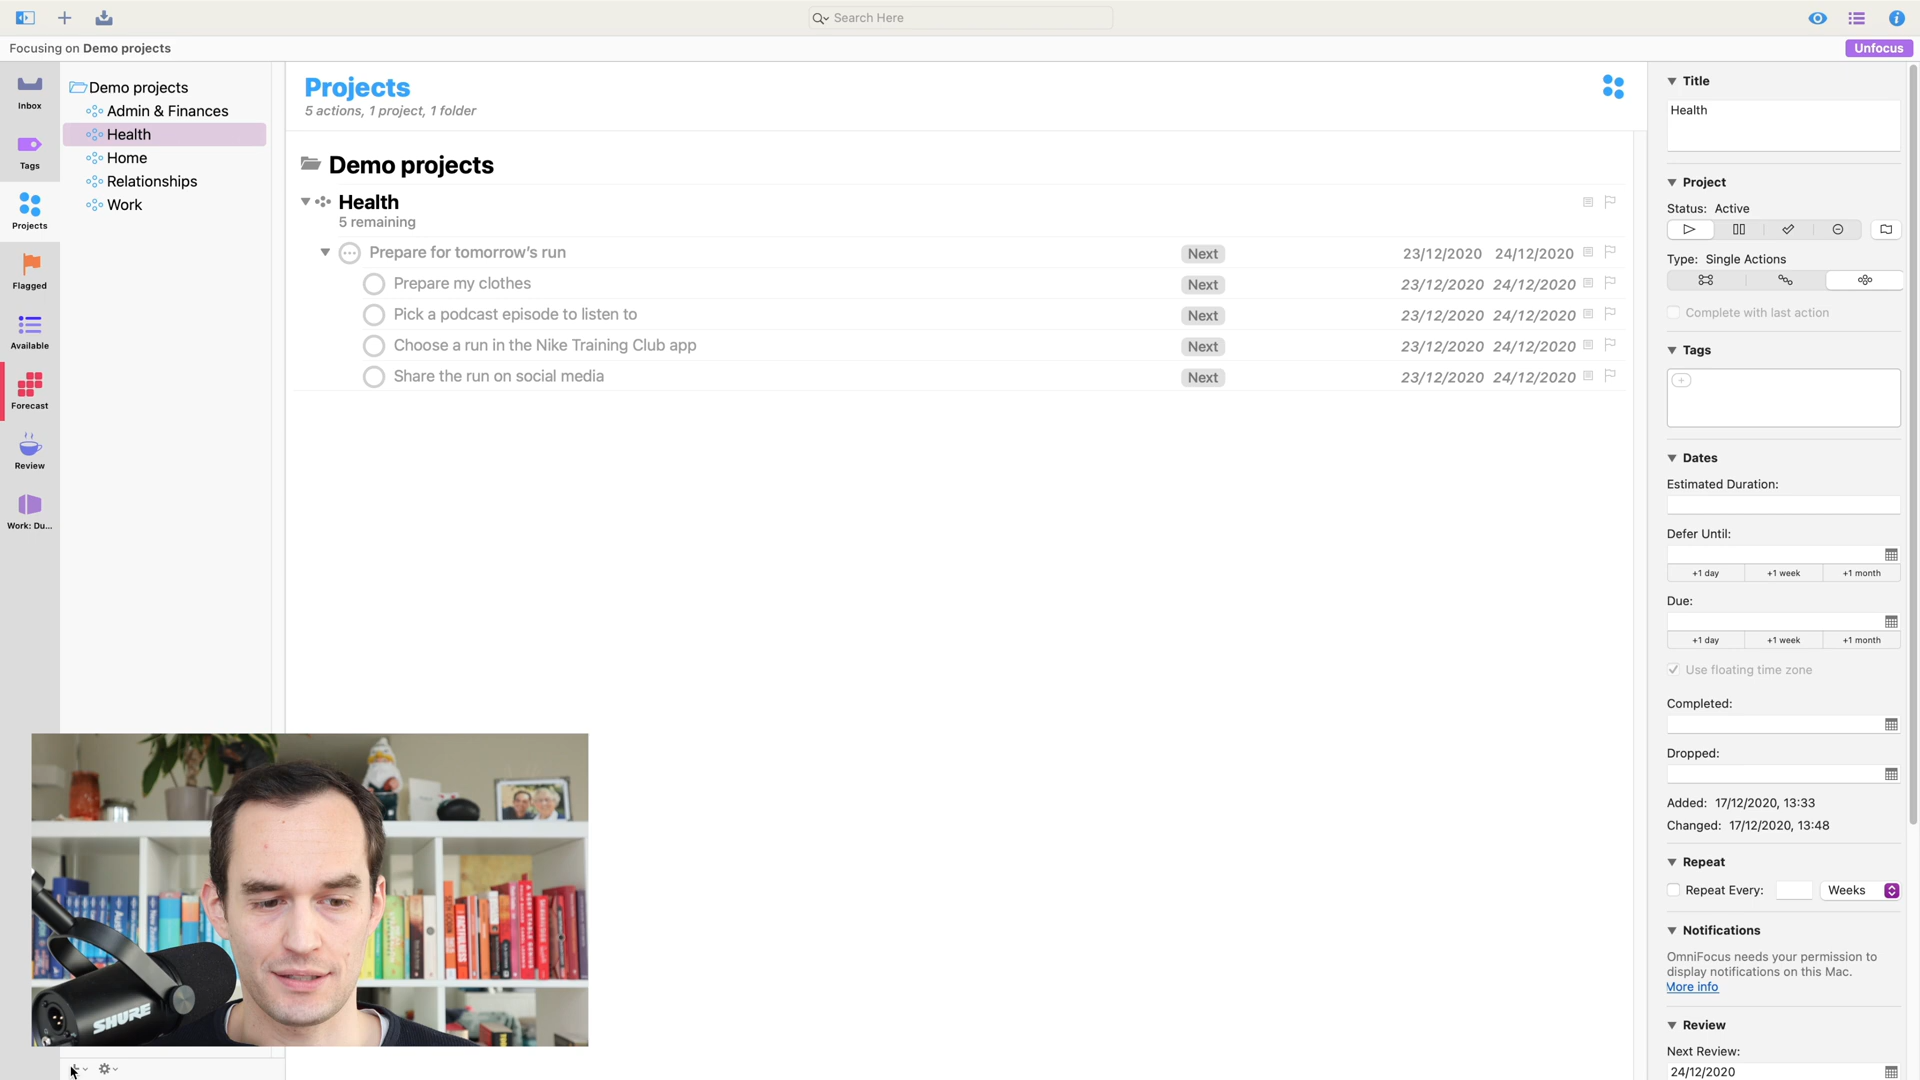 Search Here
Focusing on Demo projects
Unfocus
Inbox
Tags
Projects
Flagged
Available
Forecast
Review
Work: Du...
Demo projects
Admin & Finances
Health
Home
Relationships
Work
Projects
5 actions, 1 project, 1 folder
Demo projects
Health
5 remaining
Prepare for tomorrow's run Next 23/12/2020 24/12/2020
Prepare my clothes Next 23/12/2020 24/12/2020
Pick a podcast episode to listen to Next 23/12/2020 24/12/2020
Choose a run in the Nike Training Club app Next 23/12/2020 24/12/2020
Share the run on social media Next 23/12/2020 24/12/2020
Title
Health
Project
Status: Active
Type: Single Actions
Complete with last action
Tags
Dates
Estimated Duration:
Defer Until:
+1 day +1 week +1 month
Due:
+1 day +1 week +1 month
Use floating time zone
Completed:
Dropped:
Added: 17/12/2020, 13:33
Changed: 17/12/2020, 13:48
Repeat
Repeat Every: Weeks
Notifications
OmniFocus needs your permission to
display notifications on this Mac.
More info
Review
Next Review:
24/12/2020
SHURE